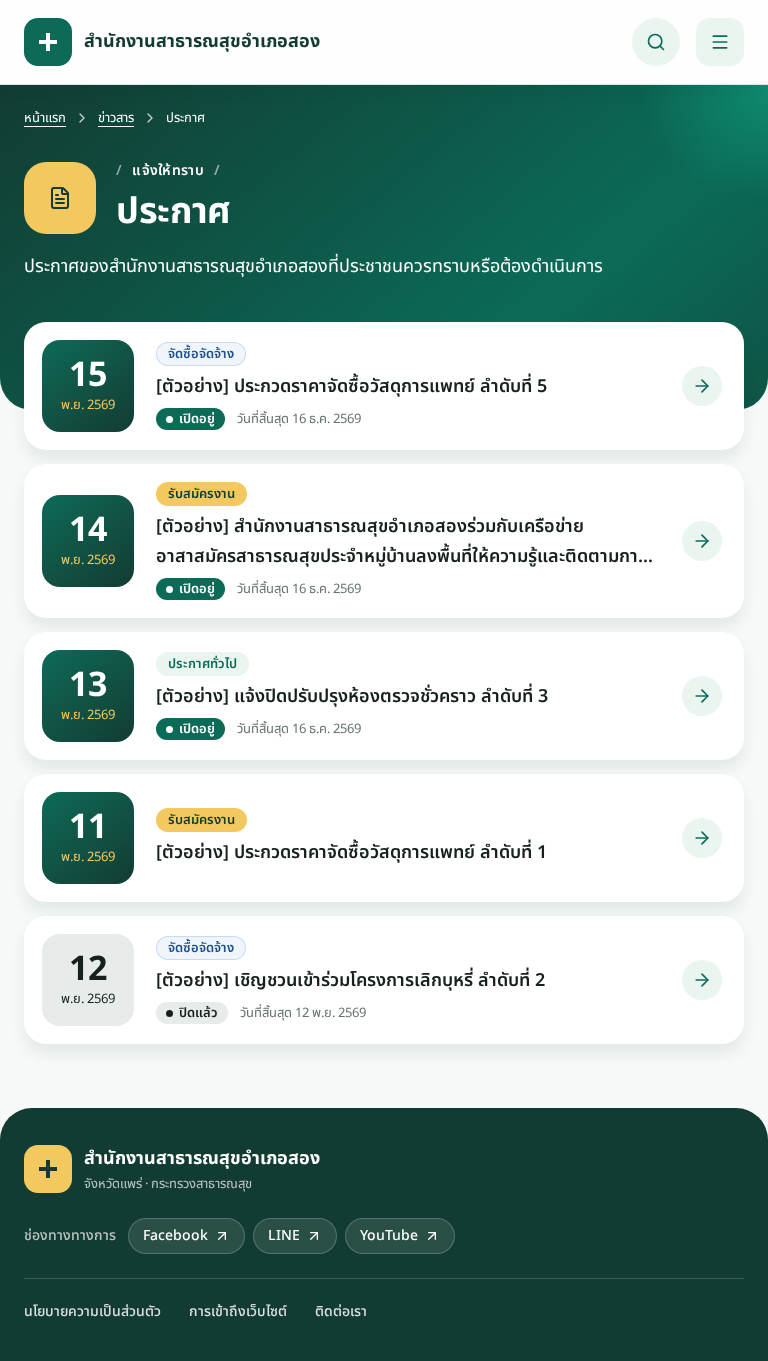 สำนักงานสาธารณสุขอำเภอสอง
หน้าแรก > ข่าวสาร > ประกาศ
/ แจ้งให้ทราบ /
ประกาศ
ประกาศของสำนักงานสาธารณสุขอำเภอสองที่ประชาชนควรทราบหรือต้องดำเนินการ
15
พ.ย. 2569
จัดซื้อจัดจ้าง
[ตัวอย่าง] ประกวดราคาจัดซื้อวัสดุการแพทย์ ลำดับที่ 5
เปิดอยู่ วันที่สิ้นสุด 16 ธ.ค. 2569
14
พ.ย. 2569
รับสมัครงาน
[ตัวอย่าง] สำนักงานสาธารณสุขอำเภอสองร่วมกับเครือข่าย
อาสาสมัครสาธารณสุขประจำหมู่บ้านลงพื้นที่ให้ความรู้และติดตามกา...
เปิดอยู่ วันที่สิ้นสุด 16 ธ.ค. 2569
13
พ.ย. 2569
ประกาศทั่วไป
[ตัวอย่าง] แจ้งปิดปรับปรุงห้องตรวจชั่วคราว ลำดับที่ 3
เปิดอยู่ วันที่สิ้นสุด 16 ธ.ค. 2569
11
พ.ย. 2569
รับสมัครงาน
[ตัวอย่าง] ประกวดราคาจัดซื้อวัสดุการแพทย์ ลำดับที่ 1
12
พ.ย. 2569
จัดซื้อจัดจ้าง
[ตัวอย่าง] เชิญชวนเข้าร่วมโครงการเลิกบุหรี่ ลำดับที่ 2
ปิดแล้ว วันที่สิ้นสุด 12 พ.ย. 2569
สำนักงานสาธารณสุขอำเภอสอง
จังหวัดแพร่ · กระทรวงสาธารณสุข
ช่องทางทางการ Facebook LINE YouTube
นโยบายความเป็นส่วนตัว การเข้าถึงเว็บไซต์ ติดต่อเรา